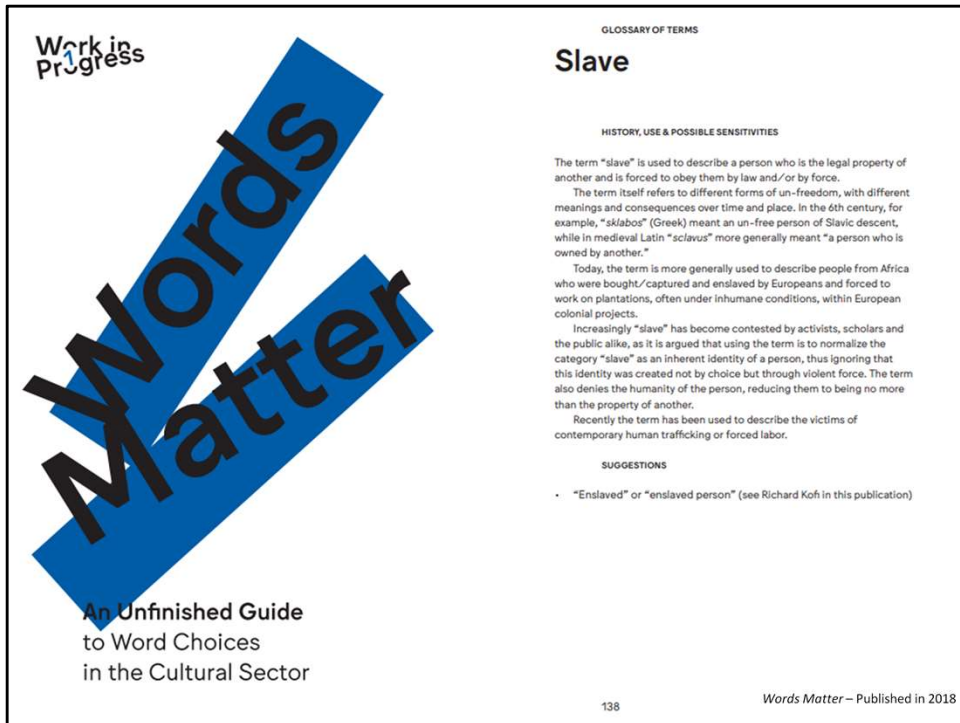 Work in
Pr1gress
Words
Matter
An Unfinished Guide
to Word Choices
in the Cultural Sector
GLOSSARY OF TERMS
Slave
HISTORY, USE & POSSIBLE SENSITIVITIES
The term “slave” is used to describe a person who is the legal property of
another and is forced to obey them by law and/or by force.
The term itself refers to different forms of un-freedom, with different
meanings and consequences over time and place. In the 6th century, for
example, “sklabos” (Greek) meant an un-free person of Slavic descent,
while in medieval Latin “sclavus” more generally meant “a person who is
owned by another.”
Today, the term is more generally used to describe people from Africa
who were bought/captured and enslaved by Europeans and forced to
work on plantations, often under inhumane conditions, within European
colonial projects.
Increasingly “slave” has become contested by activists, scholars and
the public alike, as it is argued that using the term is to normalize the
category “slave” as an inherent identity of a person, thus ignoring that
this identity was created not by choice but through violent force. The term
also denies the humanity of the person, reducing them to being no more
than the property of another.
Recently the term has been used to describe the victims of
contemporary human trafficking or forced labor.
SUGGESTIONS
• “Enslaved” or “enslaved person” (see Richard Kofi in this publication)
138
Words Matter – Published in 2018